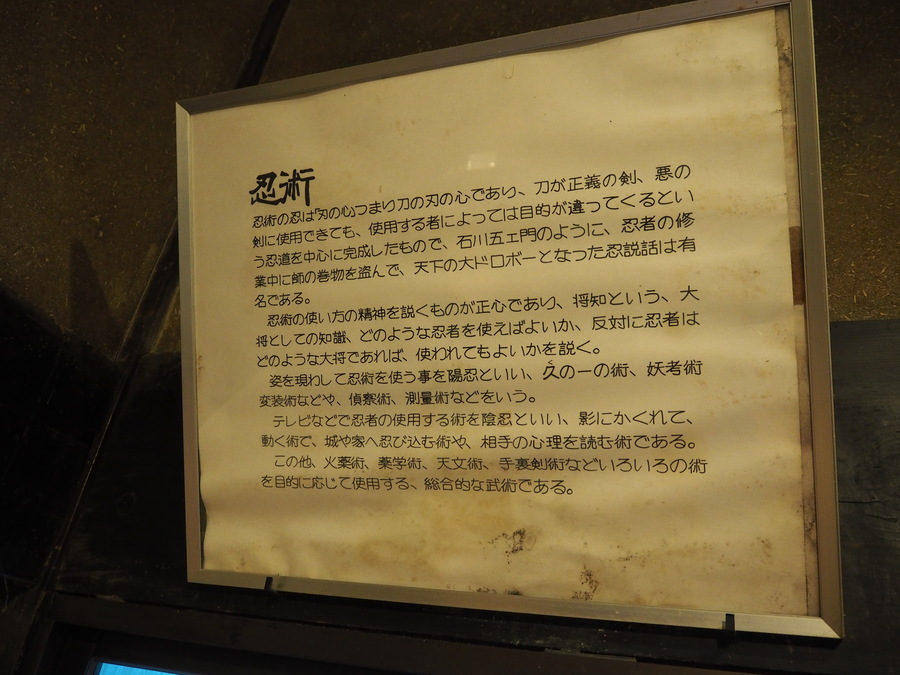 忍術
忍術の忍は「刃の心」つまり刀の刃の心であり、刀が正義の剣、悪の
剣に使用できても、使用する者によっては目的が違ってくるとい
う忍道を中心に完成したもので、石川五ェ門のように、忍者の修
業中に師の巻物を盗んで、天下の大ドロボーとなった忍説話は有
名である。
忍術の使い方の精神を説くものが正心であり、将知という、大
将としての知識、どのような忍者を使えばよいか、反対に忍者は
どのような大将であれば、使われてもよいかを説く。
姿を現わして忍術を使う事を陽忍といい、久の一の術、妖考術
変装術などや、偵察術、測量術などをいう。
テレビなどで忍者の使用する術を陰忍といい、影にかくれて、
動く術で、城や家へ忍び込む術や、相手の心理を読む術である。
この他、火薬術、薬学術、天文術、手裏剣術などいろいろの術
を目的に応じて使用する、総合的な武術である。